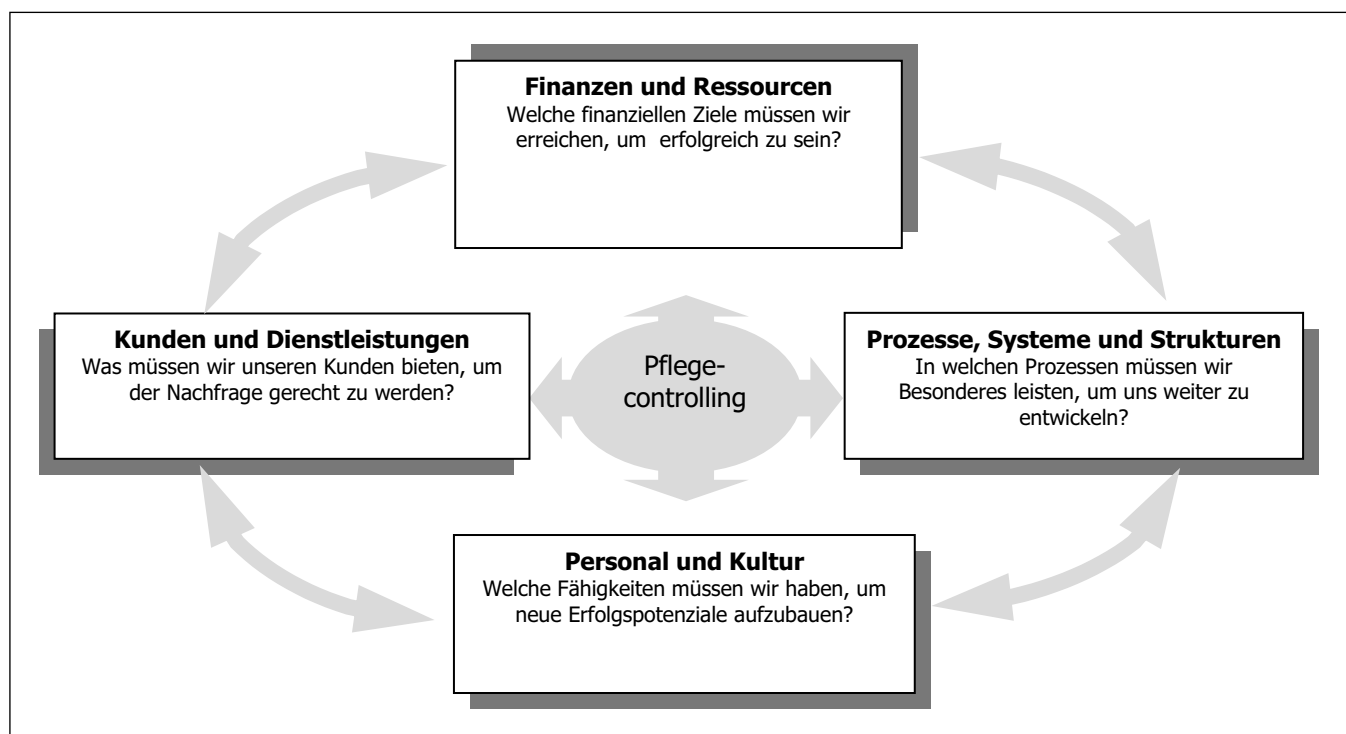 Finanzen und Ressourcen
Welche finanziellen Ziele müssen wir
erreichen, um  erfolgreich zu sein?
Kunden und Dienstleistungen
Was müssen wir unseren Kunden bieten, um
der Nachfrage gerecht zu werden?
Pflege-
controlling
Prozesse, Systeme und Strukturen
In welchen Prozessen müssen wir
Besonderes leisten, um uns weiter zu
entwickeln?
Personal und Kultur
Welche Fähigkeiten müssen wir haben, um
neue Erfolgspotenziale aufzubauen?